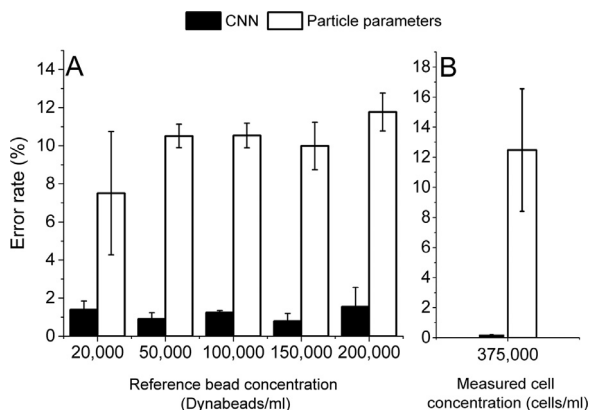 CNN Particle parameters
A
14
12
10
8
6
4
2
0
Error rate (%)
20,000 50,000 100,000 150,000 200,000
Reference bead concentration
(Dynabeads/ml)
B
18
16
14
12
10
8
6
4
2
0
375,000
Measured cell
concentration (cells/ml)